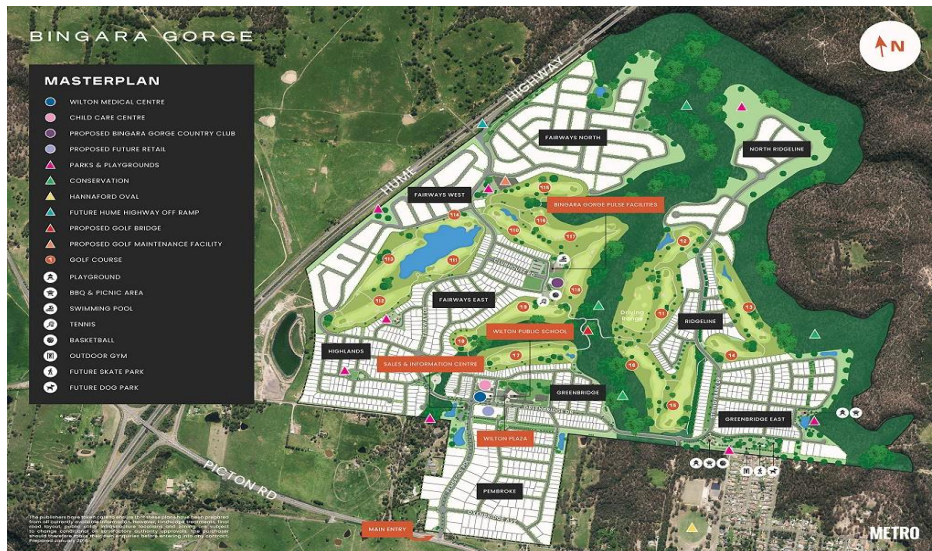 BINGARA GORGE
N
MASTERPLAN
WILTON MEDICAL CENTRE
CHILD CARE CENTRE
PROPOSED BINGARA GORGE COUNTRY CLUB
PROPOSED FUTURE RETAIL
PARKS & PLAYGROUNDS
CONSERVATION
HANNAFORD OVAL
FUTURE HUME HIGHWAY OFF RAMP
PROPOSED GOLF BRIDGE
PROPOSED GOLF MAINTENANCE FACILITY
GOLF COURSE
PLAYGROUND
BBQ & PICNIC AREA
SWIMMING POOL
TENNIS
BASKETBALL
OUTDOOR GYM
FUTURE SKATE PARK
FUTURE DOG PARK
HUME HIGHWAY
FAIRWAYS NORTH
NORTH RIDGELINE
FAIRWAYS WEST
BINGARA GORGE PULSE FACILITIES
FAIRWAYS EAST
Driving
Range
RIDGELINE
WILTON PUBLIC SCHOOL
HIGHLANDS
SALES & INFORMATION CENTRE
GREENBRIDGE
GREENBRIDGE EAST
WILTON PLAZA
PICTON RD
PEMBROKE
MAIN ENTRY
METRO